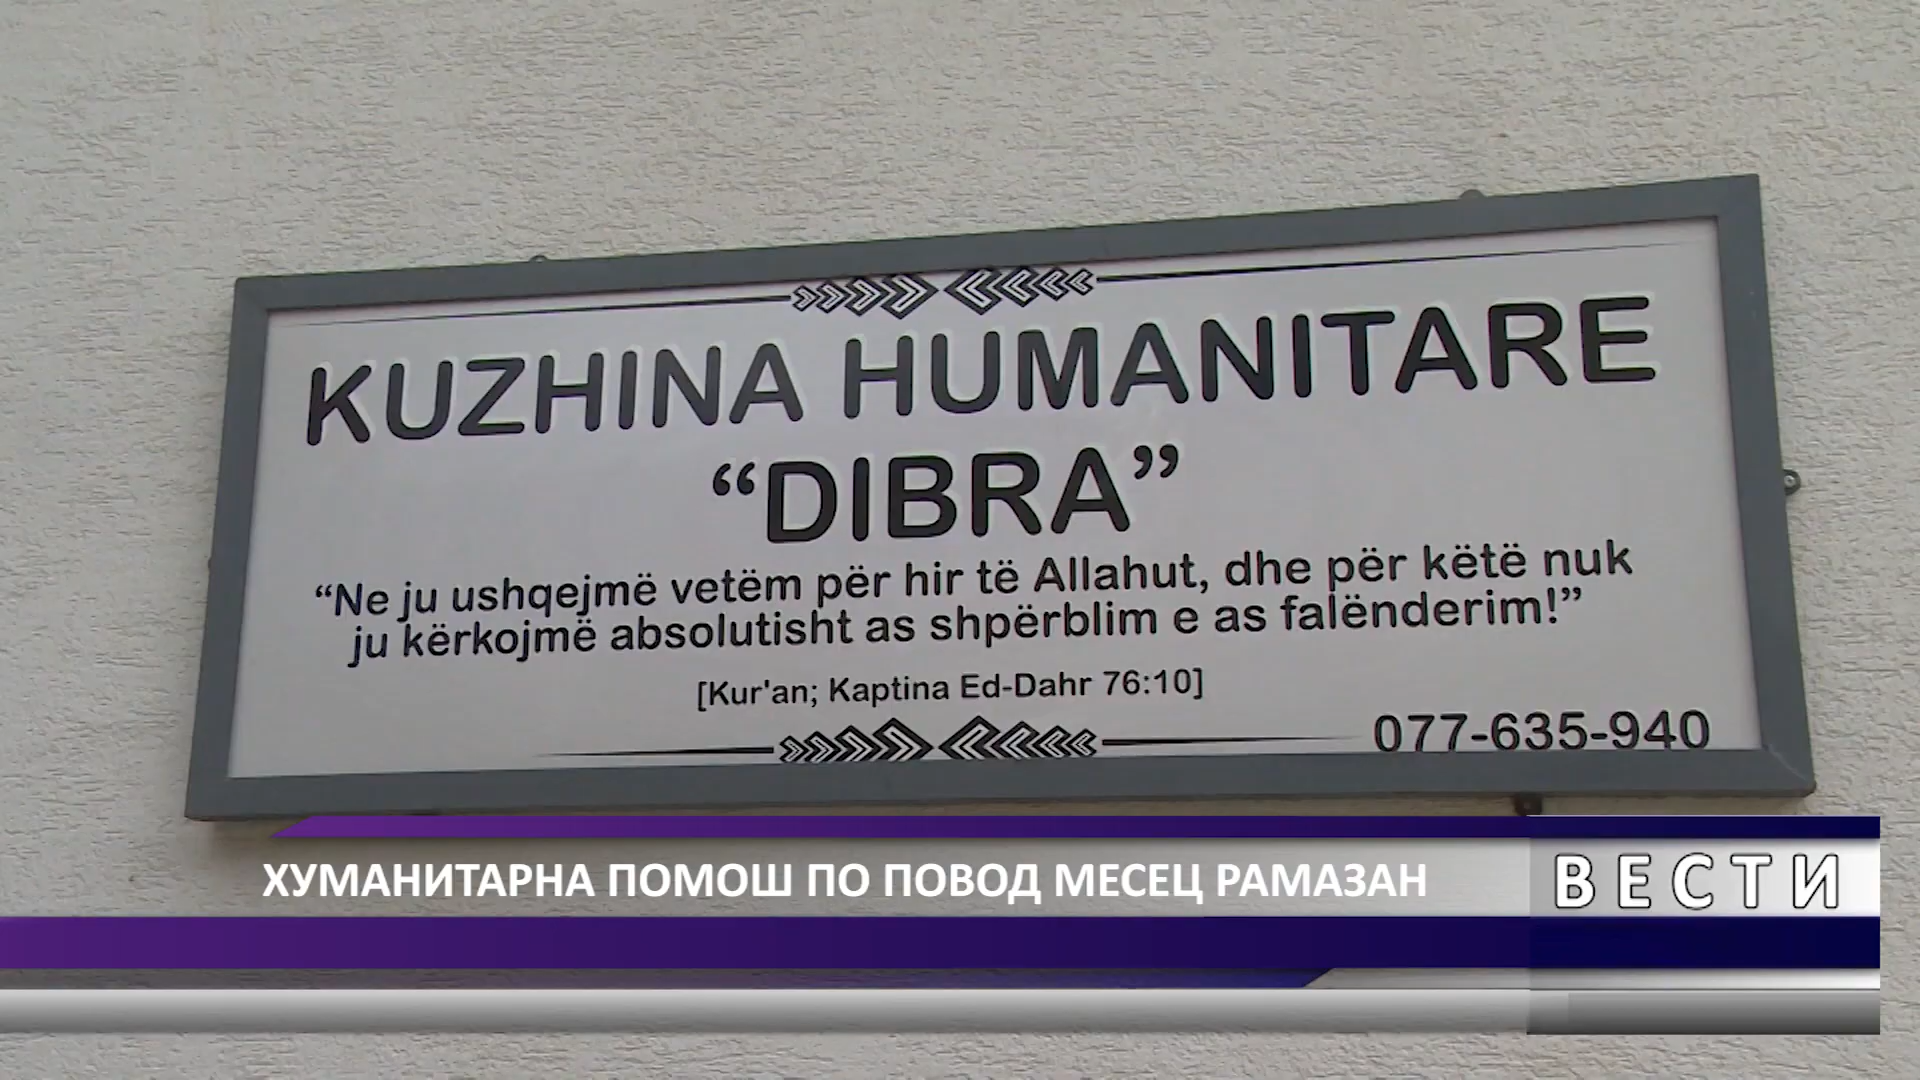 KUZHINA HUMANITARE
“DIBRA”
“Ne ju ushqejmë vetëm për hir të Allahut, dhe për këtë nuk
ju kërkojmë absolutisht as shpërblim e as falënderim!”
[Kur'an; Kaptina Ed-Dahr 76:10]
077-635-940
ХУМАНИТАРНА ПОМОШ ПО ПОВОД МЕСЕЦ РАМАЗАН
ВЕСТИ